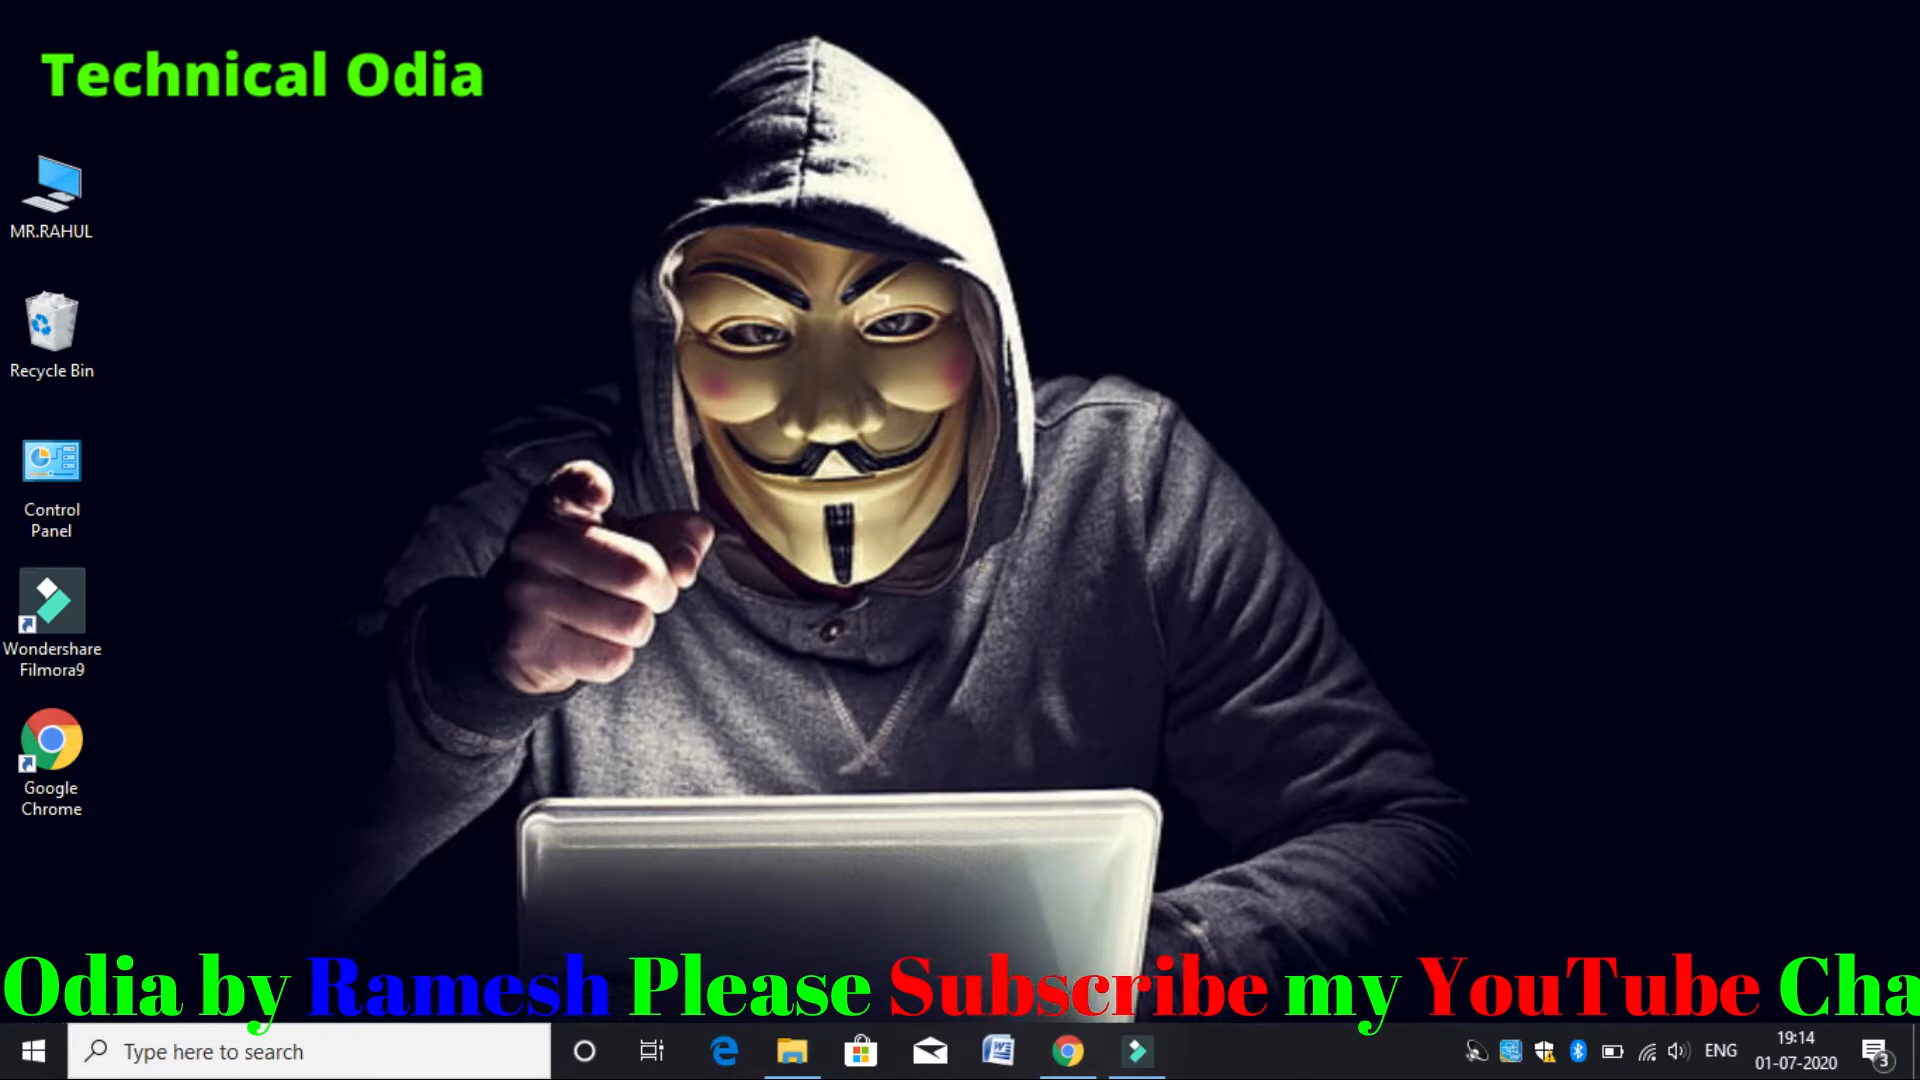 Technical Odia
MR.RAHUL
Recycle Bin
Control
Panel
Wondershare
Filmora9
Google
Chrome
Odia by Ramesh Please Subscribe my YouTube Cha
Type here to search
ENG
19:14
01-07-2020
3